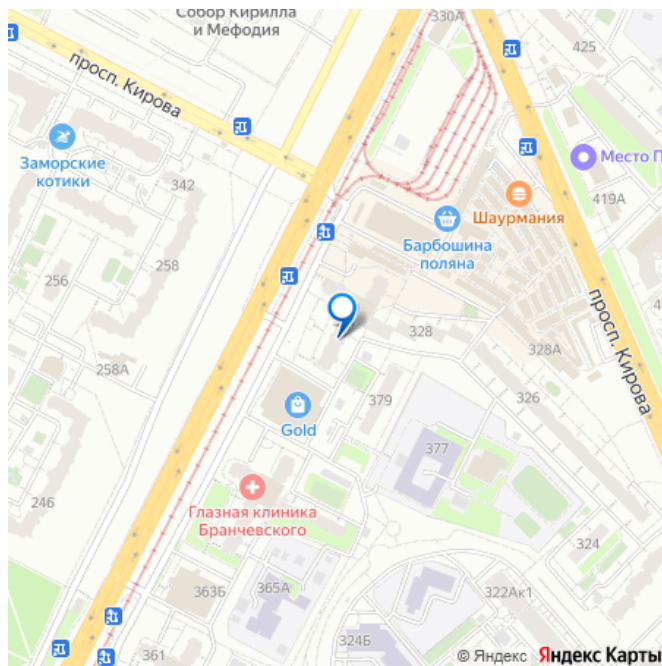 Собор Кирилла
и Мефодия
330А
425
просп. Кирова
Заморские
котики
342
Место П
419А
Шаурмания
Барбошина
поляна
256
258
просп. Кирова
328
328А
258А
326
379
Gold
377
246
Глазная клиника
Бранчевского
324
363Б
365А
322Ак1
324Б
361
© Яндекс Яндекс Карты